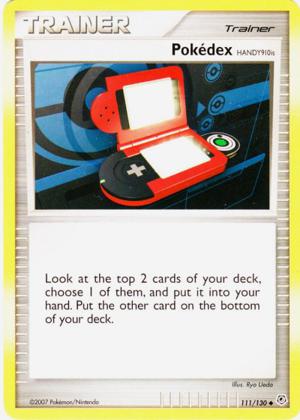 TRAINER Trainer
Pokédex HANDY910is
Look at the top 2 cards of your deck,
choose 1 of them, and put it into your
hand. Put the other card on the bottom
of your deck.
Illus. Ryo Ueda
©2007 Pokémon/Nintendo 111/130